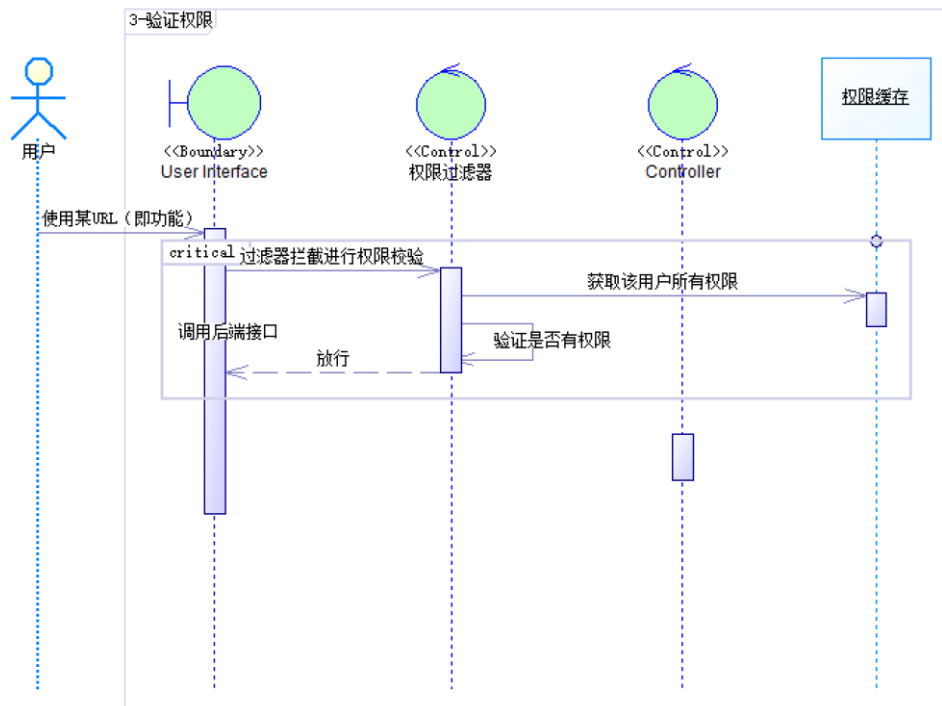 3-验证权限
用户
<<Boundary>>
User Interface
<<Control>>
权限过滤器
<<Control>>
Controller
权限缓存
使用某URL（即功能）
critical
过滤器拦截进行权限校验
获取该用户所有权限
调用后端接口
验证是否有权限
放行